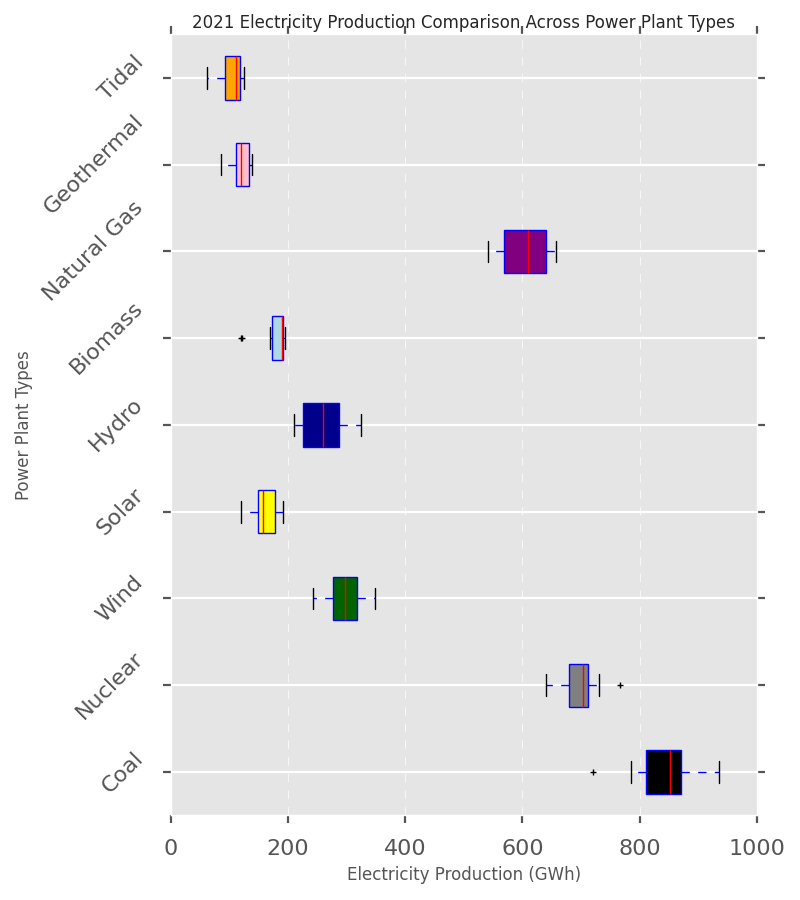 2021 Electricity Production Comparison Across Power Plant Types
Tidal
Geothermal
Natural Gas
Biomass
Hydro
Solar
Wind
Nuclear
Coal
Power Plant Types
0 200 400 600 800 1000
Electricity Production (GWh)